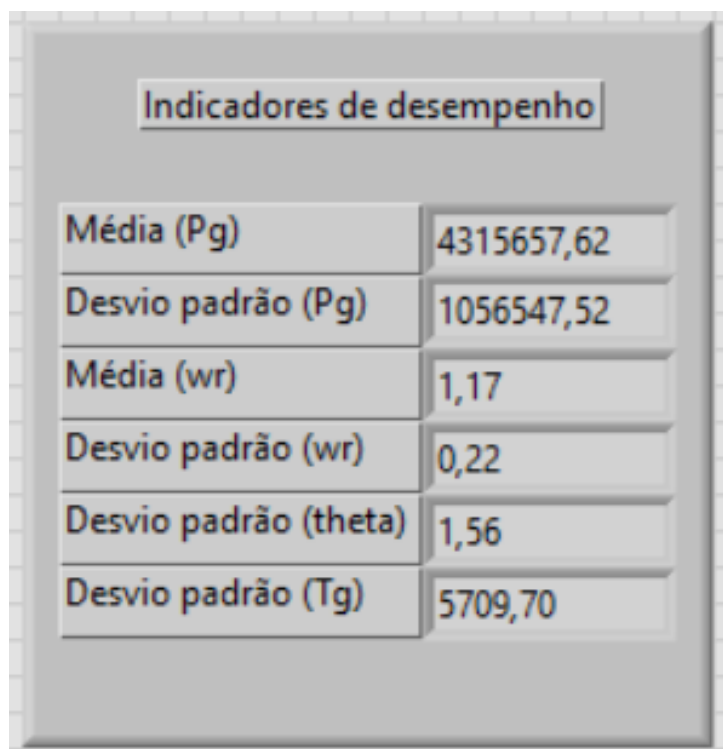 Indicadores de desempenho
Média (Pg) 4315657,62
Desvio padrão (Pg) 1056547,52
Média (wr) 1,17
Desvio padrão (wr) 0,22
Desvio padrão (theta) 1,56
Desvio padrão (Tg) 5709,70